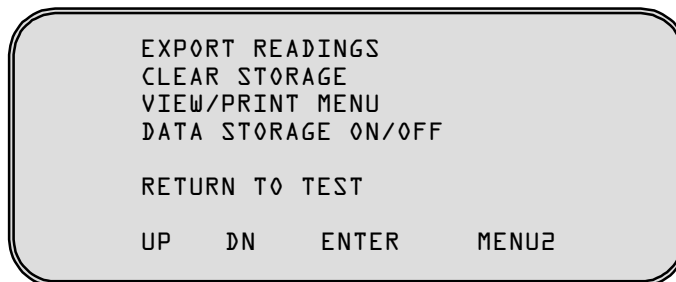 EXPORT READINGS
CLEAR STORAGE
VIEW/PRINT MENU
DATA STORAGE ON/OFF
RETURN TO TEST
UP DN ENTER MENU2